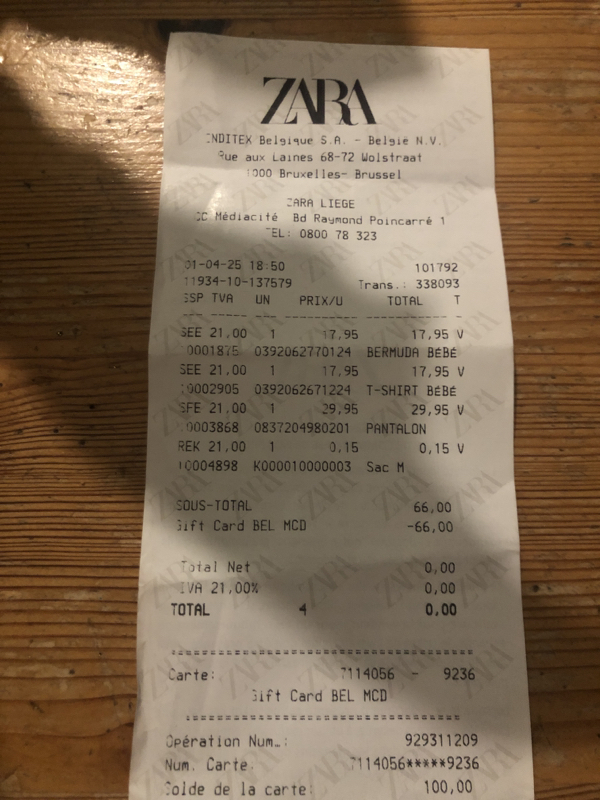 ZARA
INDITEX Belgique S.A. - België N.V.
Rue aux Laines 68-72 Wolstraat
1000 Bruxelles- Brussel
ZARA LIEGE
CC Médiacité Bd Raymond Poincarré 1
TEL: 0800 78 323
01-04-25 18:50 101792
11934-10-137579 Trans.: 338093
SSP TVA UN PRIX/U TOTAL T
SEE 21,00 1 17,95 17,95 V
10001875 0392062770124 BERMUDA BÉBÉ
SEE 21,00 1 17,95 17,95 V
10002905 0392062671224 T-SHIRT BÉBÉ
SFE 21,00 1 29,95 29,95 V
10003868 0837204980201 PANTALON
REK 21,00 1 0,15 0,15 V
10004898 K000010000003 Sac M
SOUS-TOTAL 66,00
Gift Card BEL MCD -66,00
Total Net 0,00
TVA 21,00% 0,00
TOTAL 4 0,00
Carte: 7114056 - 9236
Gift Card BEL MCD
Opération Num.: 929311209
Num. Carte: 7114056*****9236
Solde de la carte: 100,00